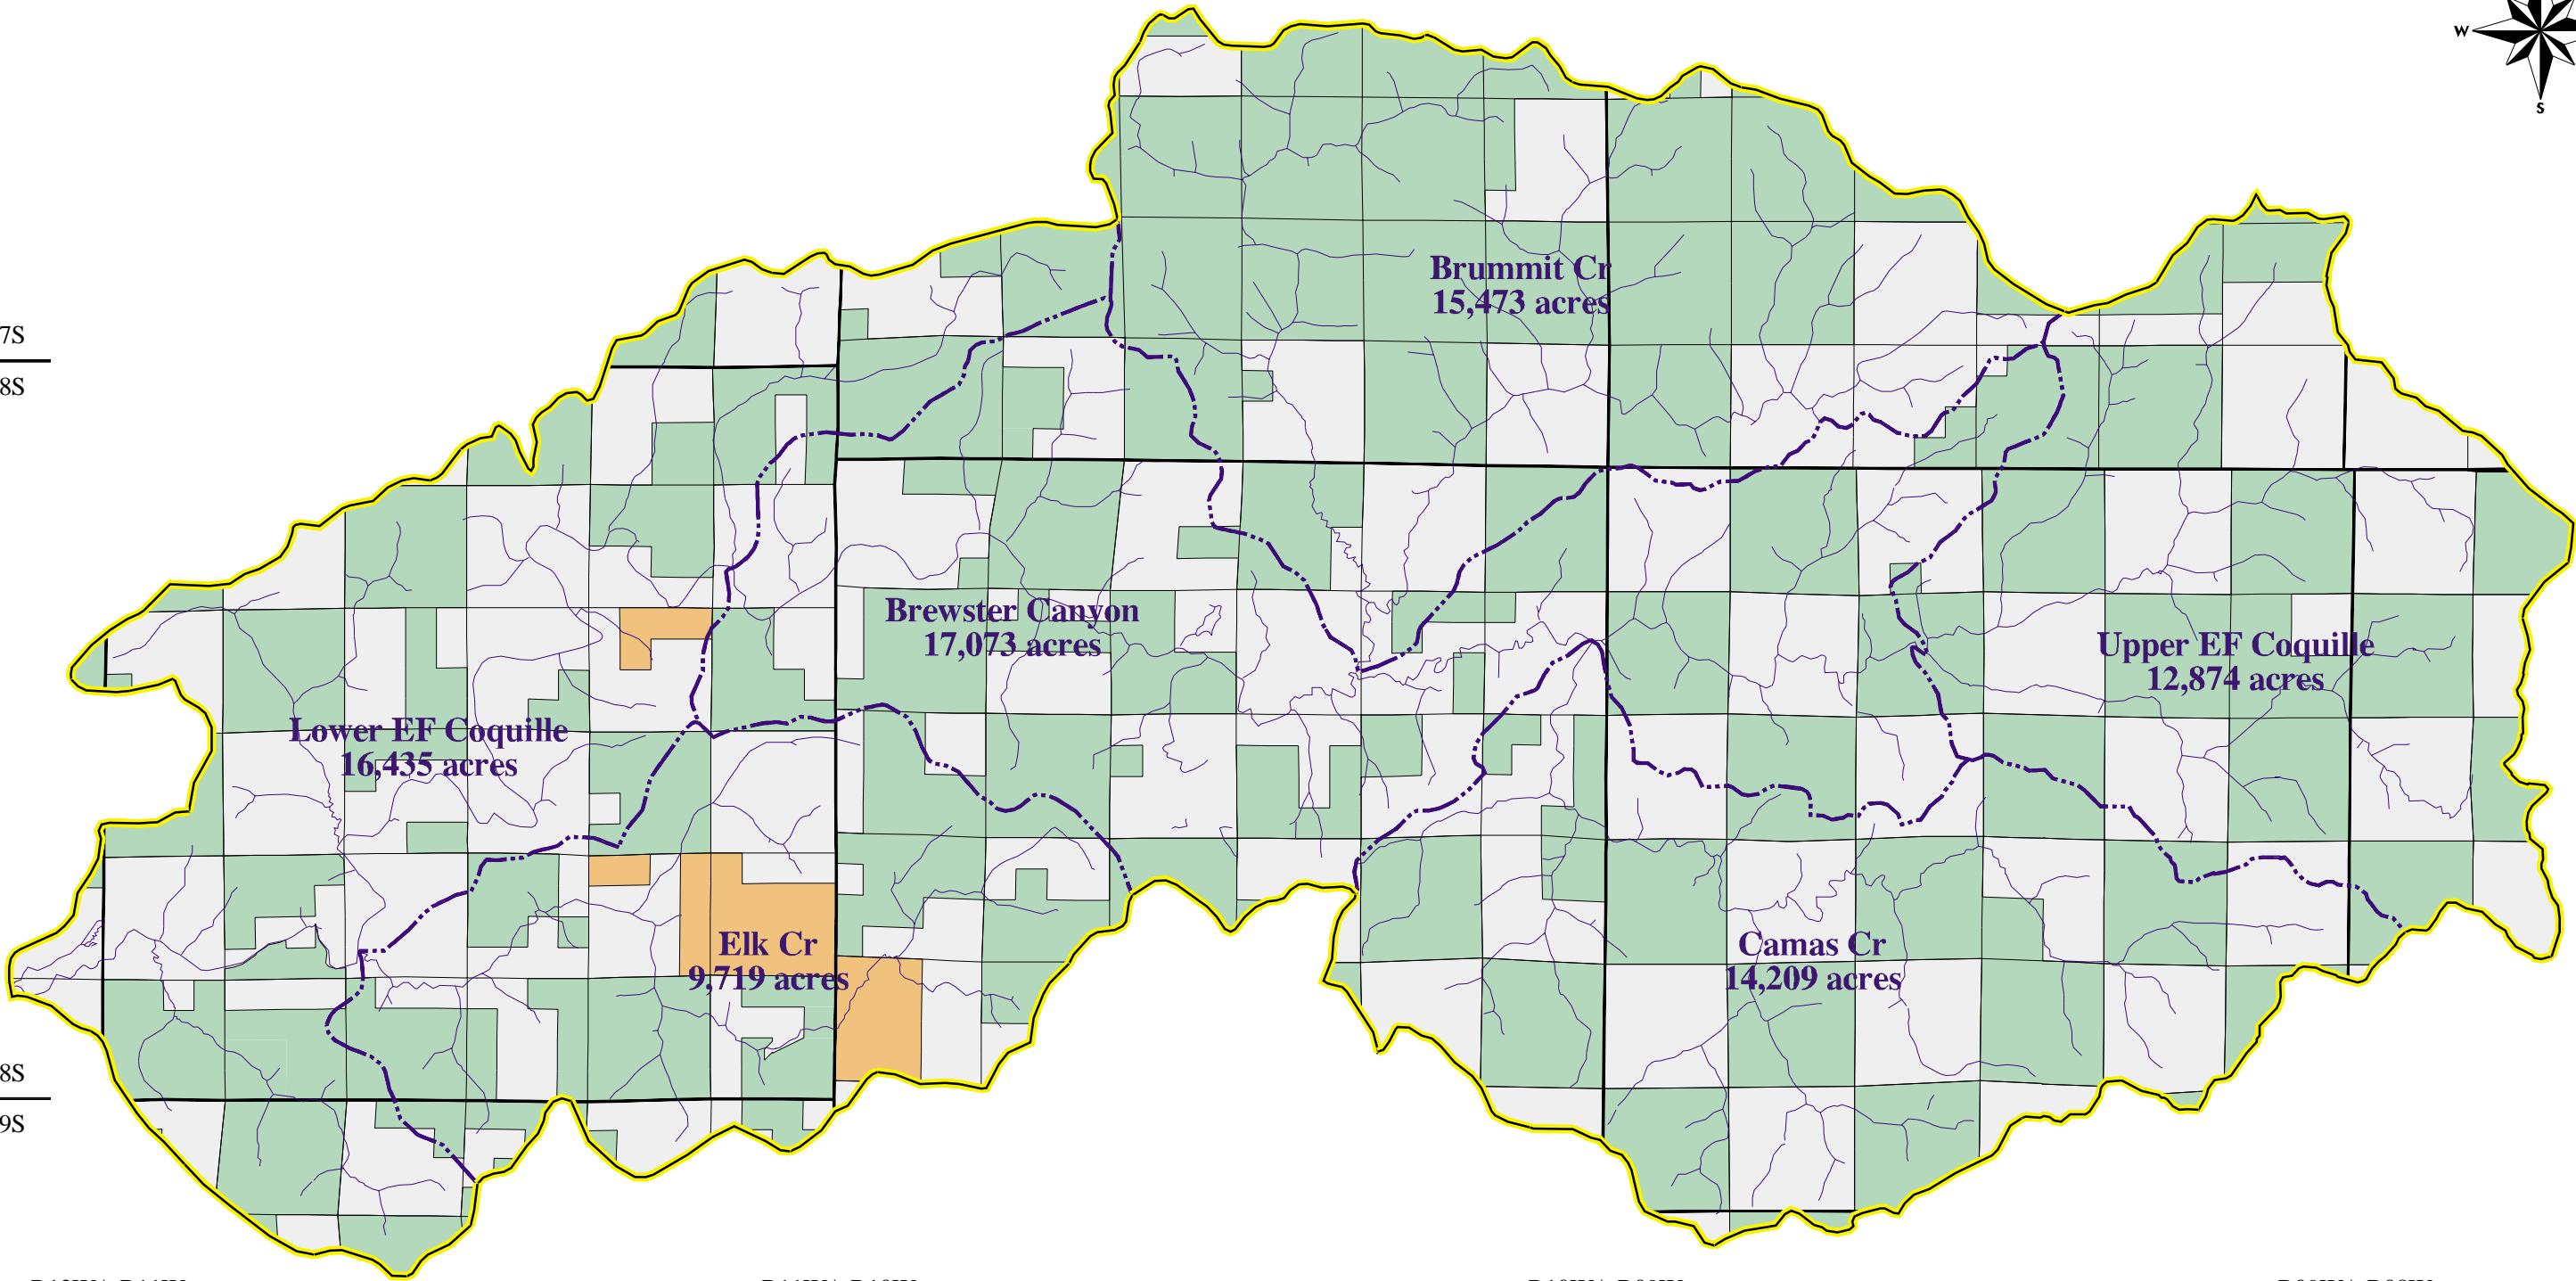 W
S
Brummit Cr
15,473 acres
7S
8S
Brewster Canyon
17,073 acres
Upper EF Coquille
12,874 acres
Lower EF Coquille
16,435 acres
Elk Cr
9,719 acres
Camas Cr
14,209 acres
8S
9S